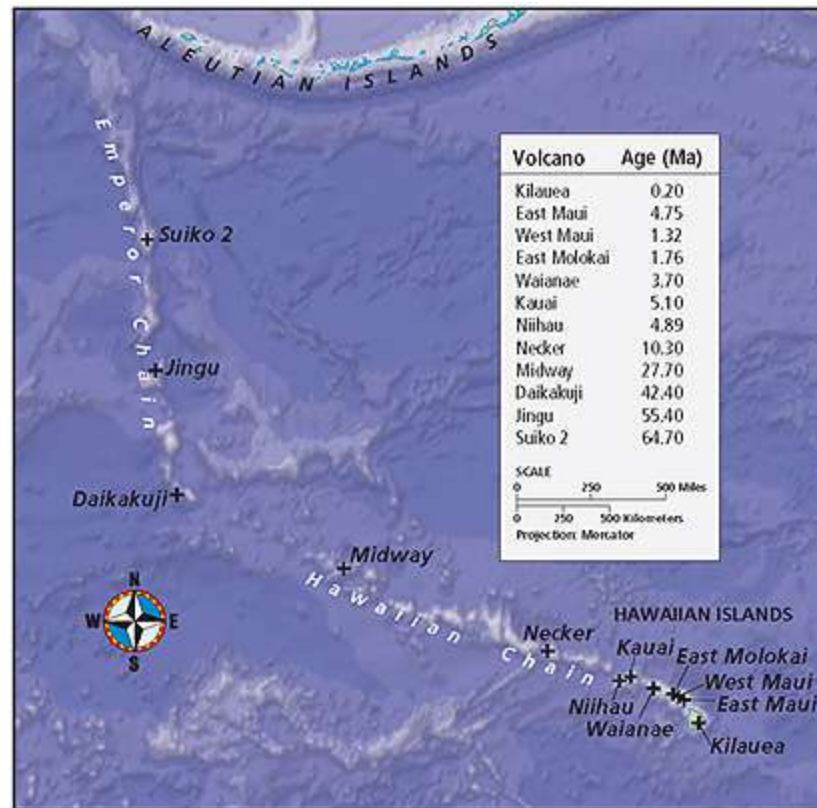 ALEUTIAN ISLANDS
Emperor Chain
Suiko 2
Jingu
Daikakuji
Midway
Hawaiian Chain
Necker
HAWAIIAN ISLANDS
Kauai
East Molokai
West Maui
East Maui
Niihau
Waianae
Kilauea
N
W E
S
Volcano Age (Ma)
Kilauea 0.20
East Maui 4.75
West Maui 1.32
East Molokai 1.76
Waianae 3.70
Kauai 5.10
Niihau 4.89
Necker 10.30
Midway 27.70
Daikakuji 42.40
Jingu 55.40
Suiko 2 64.70
SCALE
0 250 500 Miles
0 250 500 Kilometers
Projection: Mercator